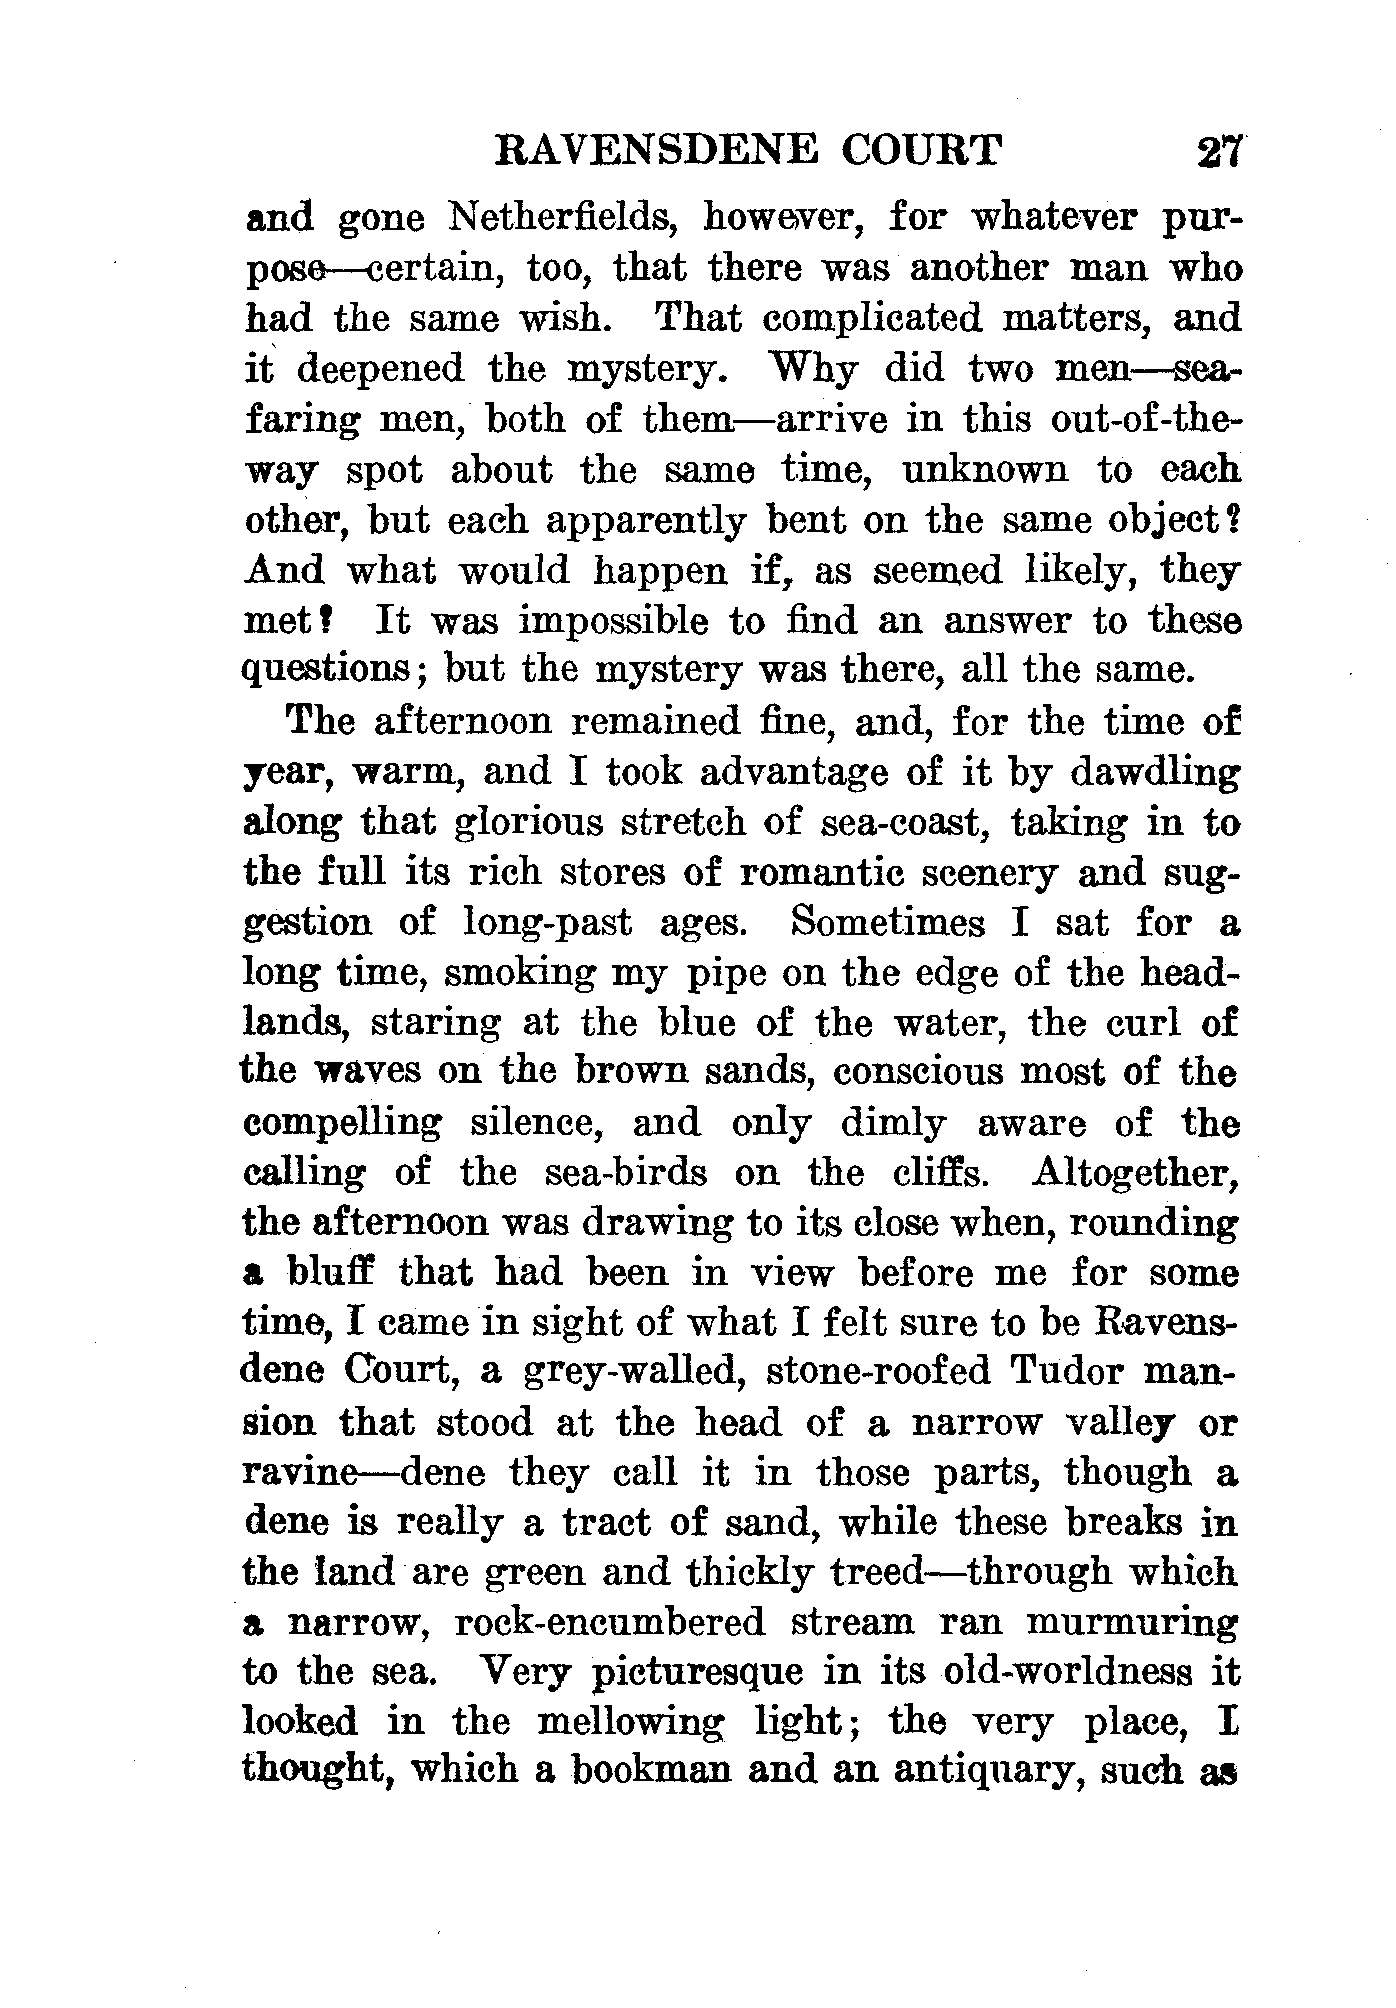 RAVENSDENE COURT 27
and gone Netherfields, however, for whatever pur-
pose—certain, too, that there was another man who
had the same wish. That complicated matters, and
it deepened the mystery. Why did two men—sea-
faring men, both of them—arrive in this out-of-the-
way spot about the same time, unknown to each
other, but each apparently bent on the same object?
And what would happen if, as seemed likely, they
met? It was impossible to find an answer to these
questions; but the mystery was there, all the same.
The afternoon remained fine, and, for the time of
year, warm, and I took advantage of it by dawdling
along that glorious stretch of sea-coast, taking in to
the full its rich stores of romantic scenery and sug-
gestion of long-past ages. Sometimes I sat for a
long time, smoking my pipe on the edge of the head-
lands, staring at the blue of the water, the curl of
the waves on the brown sands, conscious most of the
compelling silence, and only dimly aware of the
calling of the sea-birds on the cliffs. Altogether,
the afternoon was drawing to its close when, rounding
a bluff that had been in view before me for some
time, I came in sight of what I felt sure to be Ravens-
dene Court, a grey-walled, stone-roofed Tudor man-
sion that stood at the head of a narrow valley or
ravine—dene they call it in those parts, though a
dene is really a tract of sand, while these breaks in
the land are green and thickly treed—through which
a narrow, rock-encumbered stream ran murmuring
to the sea. Very picturesque in its old-worldness it
looked in the mellowing light; the very place, I
thought, which a bookman and an antiquary, such as